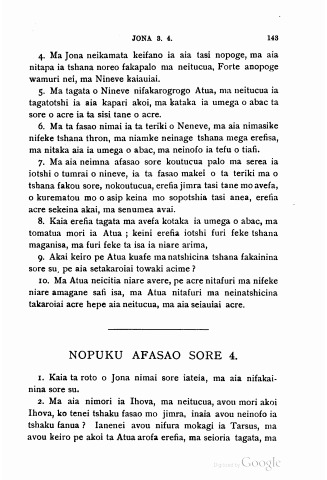 JONA 3. 4. 143
4. Ma Jona neikamata keifano ia aia tasi nopoge, ma aia
nitapa ia tshana noreo fakapalo ma neitucua, Forte anopoge
wamuri nei, ma Nineve kaiauiai.
5. Ma tagata o Nineve nifakarogrogo Atua, ma neitucua ia
tagatotshi ia aia kapari akoi, ma kataka ia umega o abac ta
sore o acre ia ta sisi tane o acre.
6. Ma ta fasao nimai ia ta teriki o Neneve, ma aia nimasike
nifeke tshana thron, ma niamke neinage tshana mega erefisa,
ma nitaka aia ia umega o abac, ma neinofo ia tefu o tiafi.
7. Ma aia neimna afasao sore koutucua palo ma serea ia
iotshi o tumrai o nineve, ia ta fasao makei o ta teriki ma o
tshana fakou sore, nokoutucua, erefia jimra tasi tane mo avefa,
o kurematou mo o asip keina mo sopotshia tasi anea, erefia
acre sekeina akai, ma senumea avai.
8. Kaia erefia tagata ma avefa kotaka ia umega o abac, ma
tomatua mori ia Atua ; keini erefia iotshi furi feke tshana
maganisa, ma furi feke ta isa ia niare arima,
9. Akai keiro pe Atua kuafe ma natshicina tshana fakainina
sore su, pe aia setakaroiai towaki acime ?
10. Ma Atua neicitia niare avere, pe acre nitafuri ma nifeke
niare amagane safi isa, ma Atua nitafuri ma neinatshicina
takaroiai acre hepe aia neitucua, ma aia seiauiai acre.
NOPUKU AFASAO SORE 4.
1. Kaia ta roto o Jona nimai sore iateia, ma aia nifakai-
nina sore su.
2. Ma aia nimori ia Ihova, ma neitucua, avou mori akoi
Ihova, ko tenei tshaku fasao mo jimra, inaia avou neinofo ia
tshaku fanua ? Ianenei avou nifura mokagi ia Tarsus, ma
avou keiro pe akoi ta Atua arofa erefia, ma seioria tagata, ma
Digitized by Google